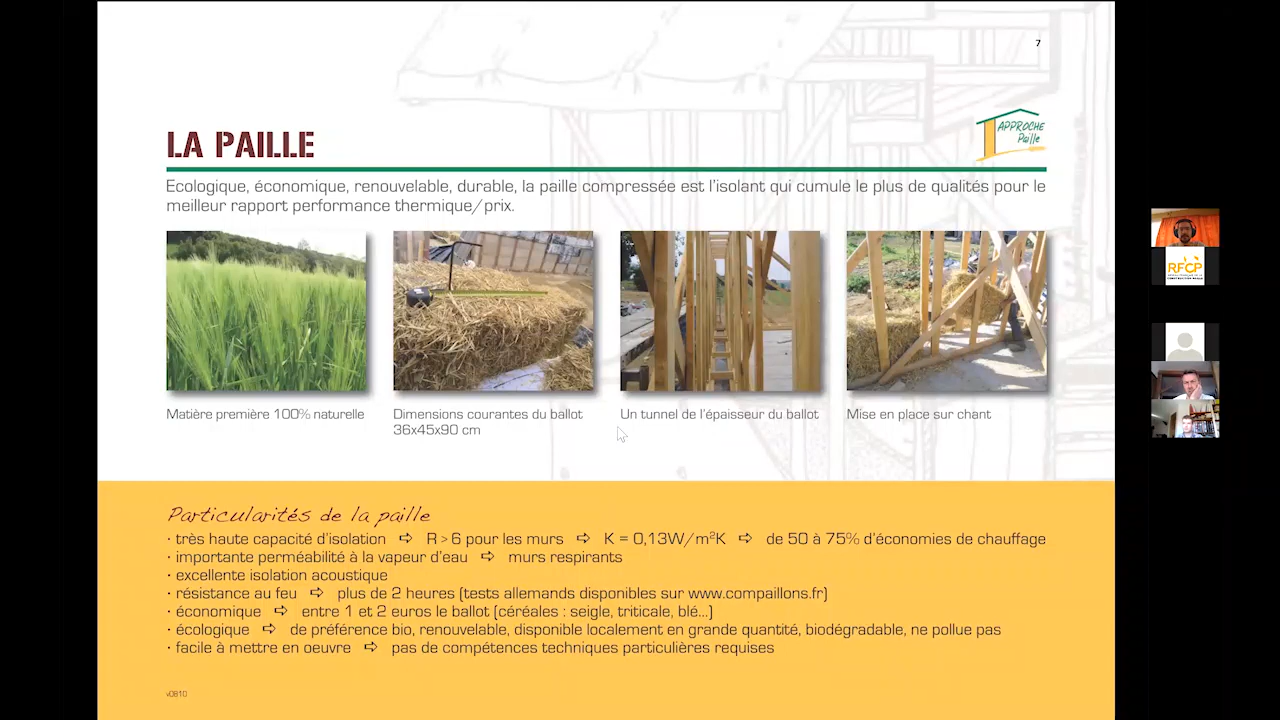 7
LA PAILLE
APPROCHE
Paille
Ecologique, économique, renouvelable, durable, la paille compressée est l'isolant qui cumule le plus de qualités pour le
meilleur rapport performance thermique/prix.
Matière première 100% naturelle
Dimensions courantes du ballot
36x45x90 cm
Un tunnel de l'épaisseur du ballot
Mise en place sur chant
RFCP
Particularités de la paille
· très haute capacité d'isolation ➪ R > 6 pour les murs ➪ K = 0,13W/m²K ➪ de 50 à 75% d'économies de chauffage
· importante perméabilité à la vapeur d'eau ➪ murs respirants
· excellente isolation acoustique
· résistance au feu ➪ plus de 2 heures (tests allemands disponibles sur www.compaillons.fr)
· économique ➪ entre 1 et 2 euros le ballot (céréales : seigle, triticale, blé...)
· écologique ➪ de préférence bio, renouvelable, disponible localement en grande quantité, biodégradable, ne pollue pas
· facile à mettre en oeuvre ➪ pas de compétences techniques particulières requises
v0810